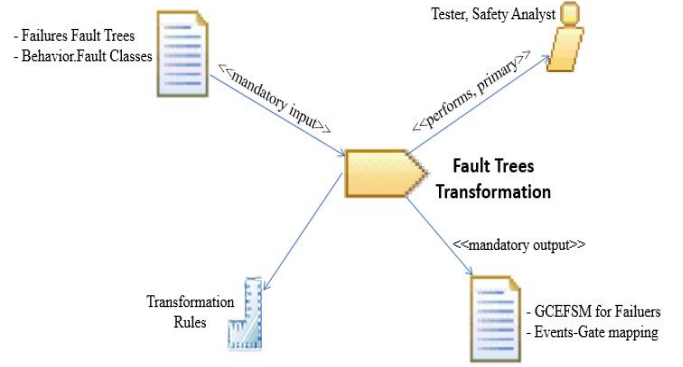 Tester, Safety Analyst
- Failures Fault Trees
- Behavior.Fault Classes
<<mandatory input>>
<<performs, primary>>
Fault Trees
Transformation
<<mandatory output>>
Transformation
Rules
- GCEFSM for Failuers
- Events-Gate mapping